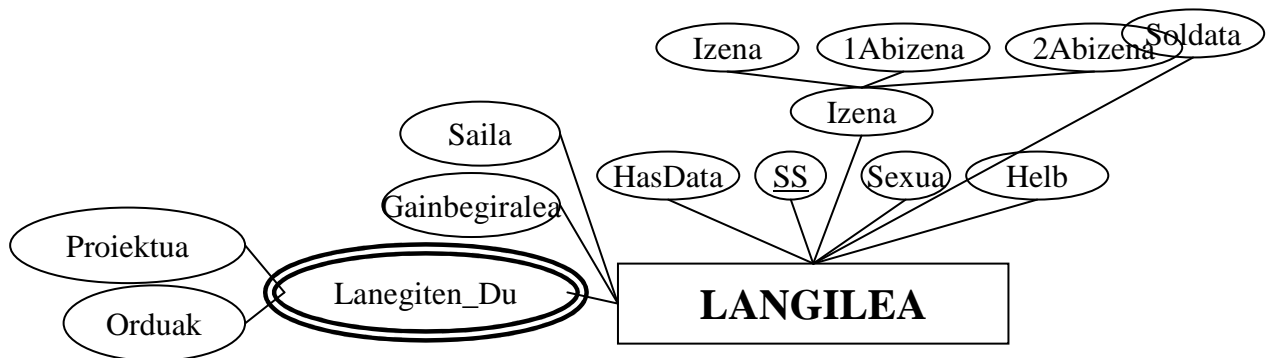 Izena
1Abizena
2Abizena
Soldata
Izena
Saila
HasData
SS
Sexua
Helb
Gainbegiralea
Proiektua
Lanegiten_Du
LANGILEA
Orduak